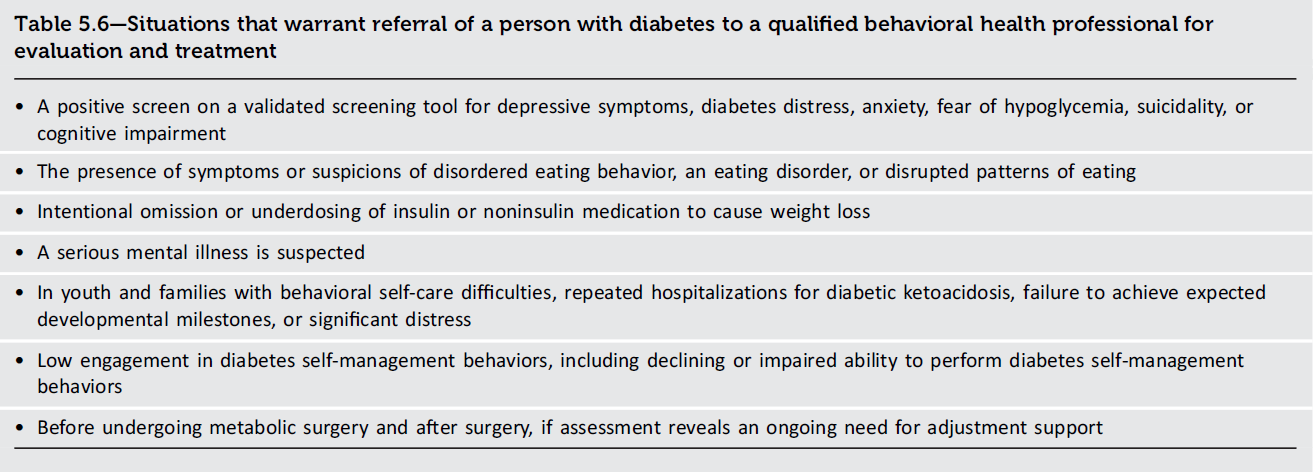 Table 5.6—Situations that warrant referral of a person with diabetes to a qualified behavioral health professional for
evaluation and treatment
• A positive screen on a validated screening tool for depressive symptoms, diabetes distress, anxiety, fear of hypoglycemia, suicidality, or
cognitive impairment
• The presence of symptoms or suspicions of disordered eating behavior, an eating disorder, or disrupted patterns of eating
• Intentional omission or underdosing of insulin or noninsulin medication to cause weight loss
• A serious mental illness is suspected
• In youth and families with behavioral self-care difficulties, repeated hospitalizations for diabetic ketoacidosis, failure to achieve expected
developmental milestones, or significant distress
• Low engagement in diabetes self-management behaviors, including declining or impaired ability to perform diabetes self-management
behaviors
• Before undergoing metabolic surgery and after surgery, if assessment reveals an ongoing need for adjustment support